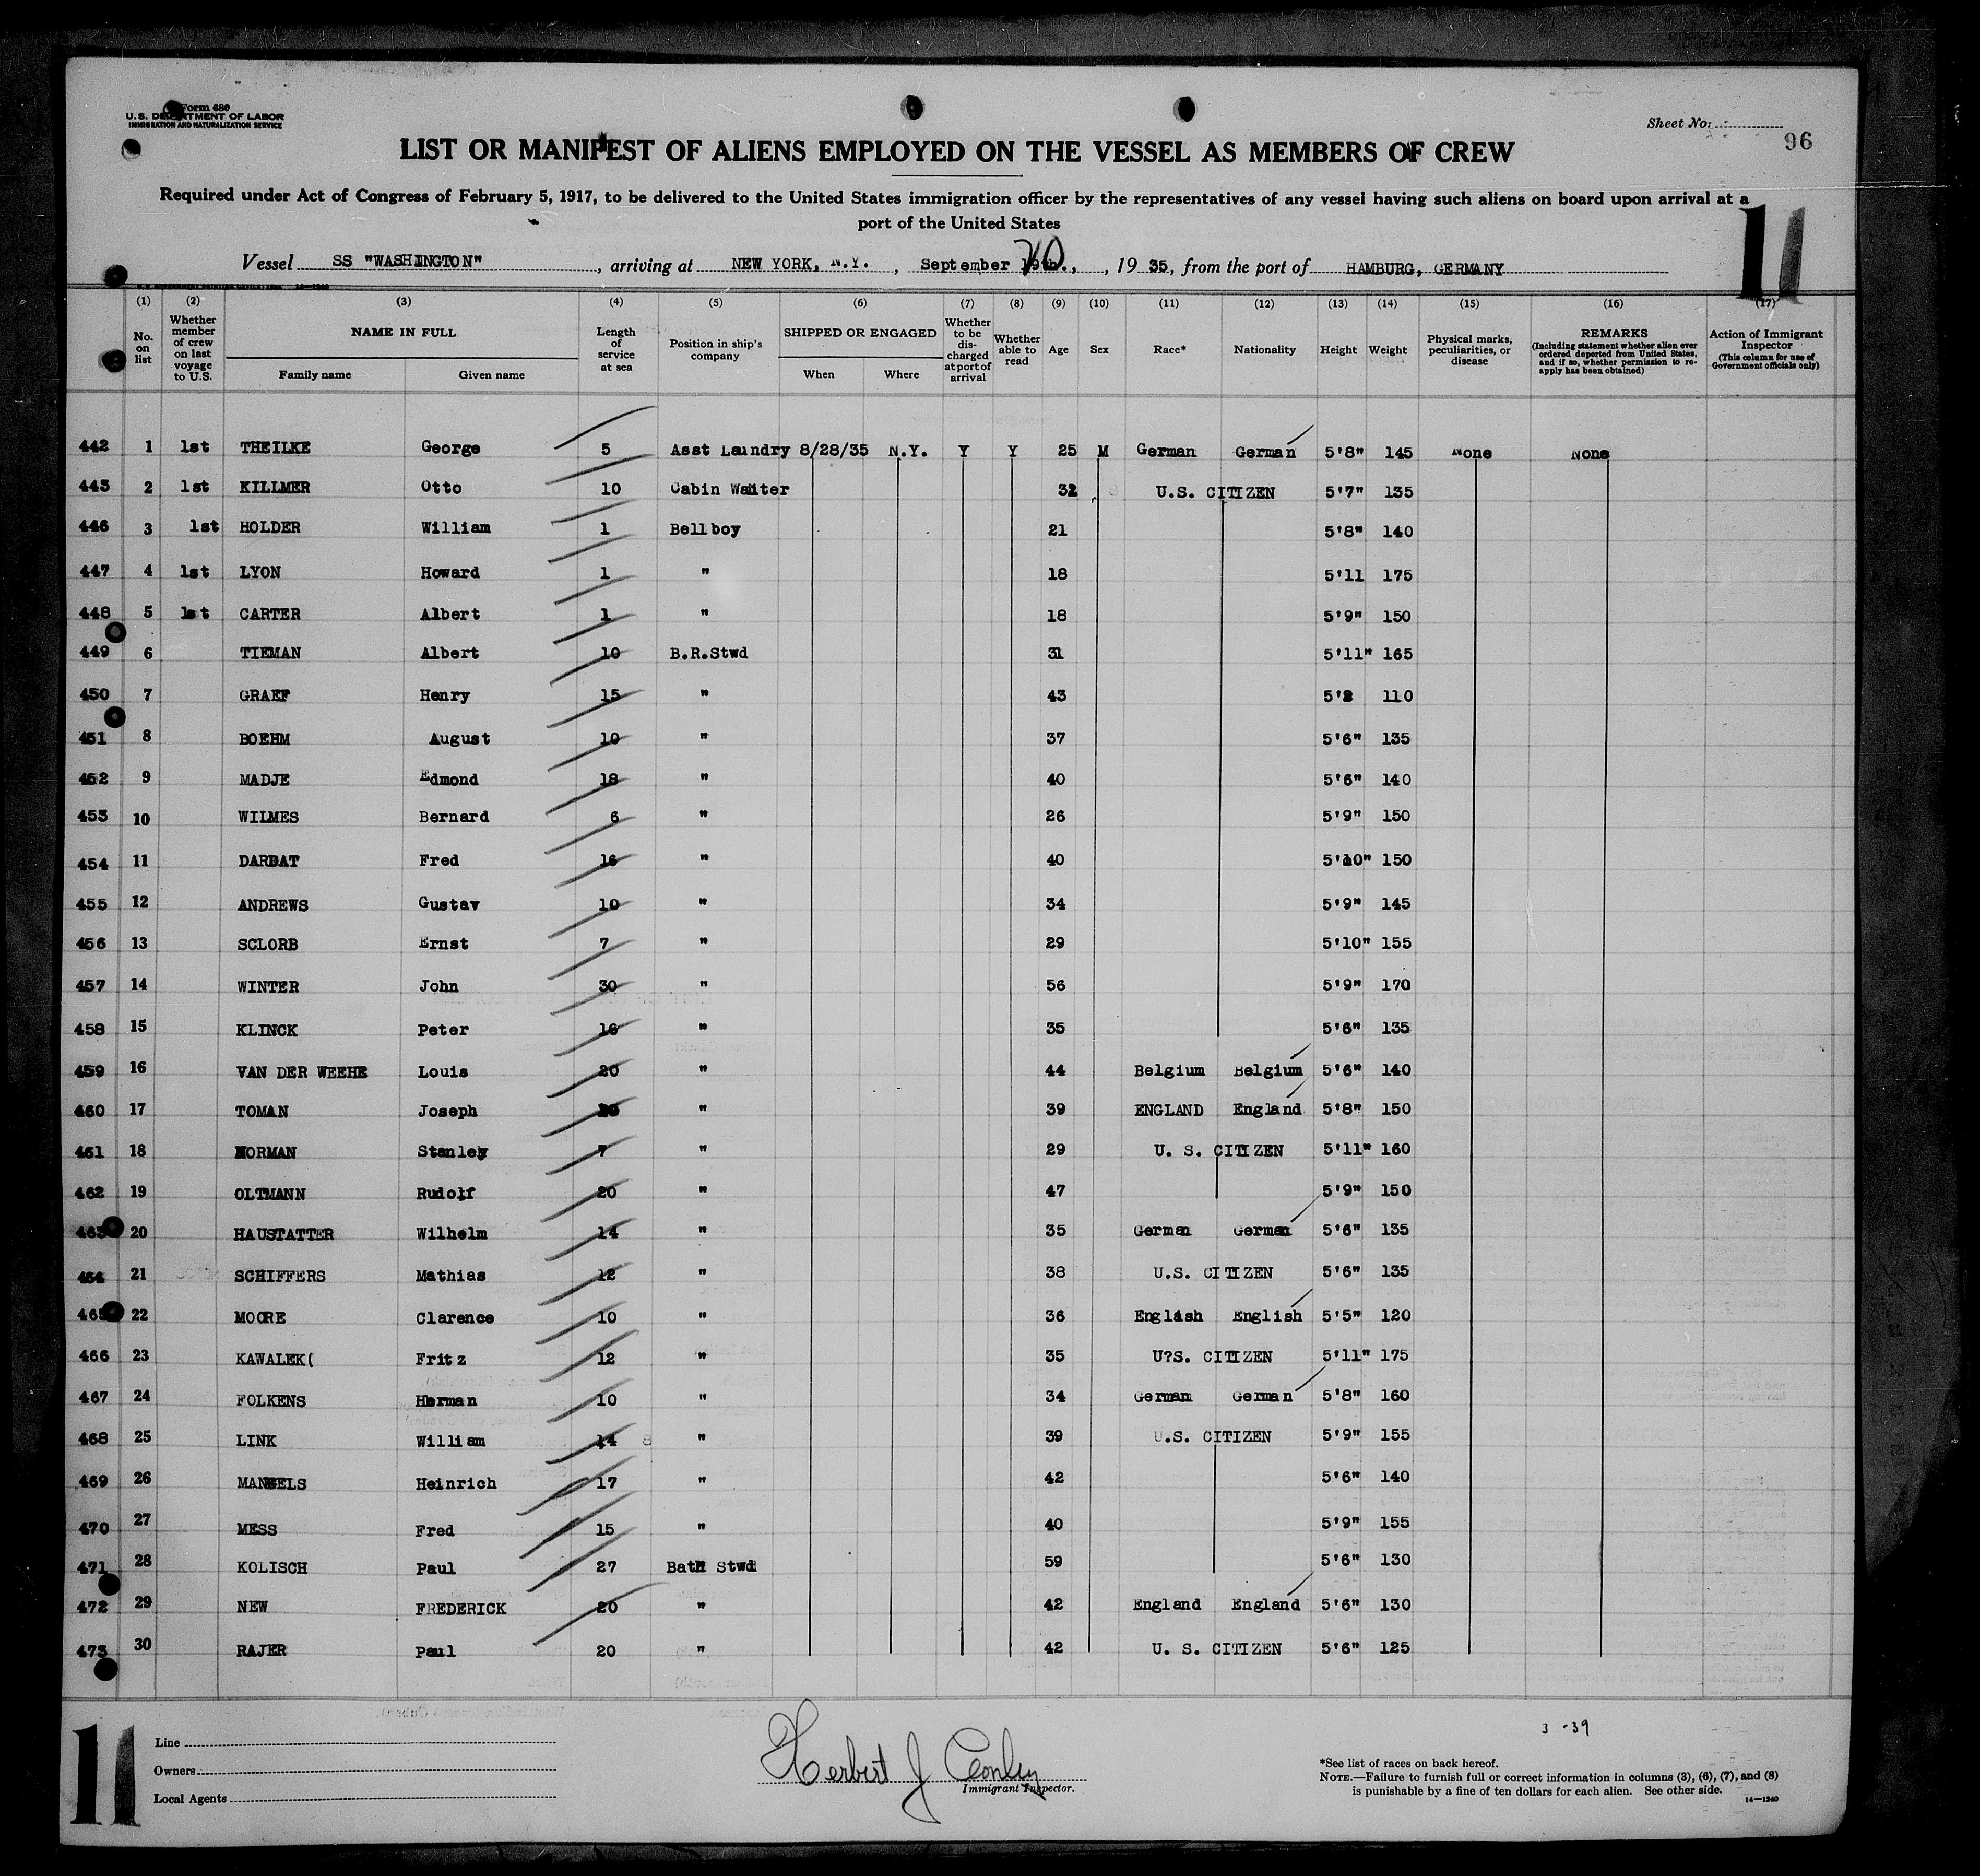 Form 680
U.S. DEPARTMENT OF LABOR
IMMIGRATION AND NATURALIZATION SERVICE
Sheet No.
96
LIST OR MANIFEST OF ALIENS EMPLOYED ON THE VESSEL AS MEMBERS OF CREW
Required under Act of Congress of February 5, 1917, to be delivered to the United States immigration officer by the representatives of any vessel having such aliens on board upon arrival at a
port of the United States
11
Vessel SS "WASHINGTON", arriving at NEW YORK, N.Y., September 19th., 20, 1935, from the port of HAMBURG, GERMANY
(1) (2) (3) (4) (5) (6) (7) (8) (9) (10) (11) (12) (13) (14) (15) (16) (17)
No. on list
Whether member of crew on last voyage to U.S.
NAME IN FULL
Family name Given name
Length of service at sea
Position in ship's company
SHIPPED OR ENGAGED
When Where
Whether to be discharged at port of arrival
Whether able to read
Age
Sex
Race*
Nationality
Height
Weight
Physical marks, peculiarities, or disease
REMARKS
(Including statement whether alien ever ordered deported from United States, and if so, whether permission to re-apply has been obtained)
Action of Immigrant Inspector
(This column for use of Government officials only)
442 1 1st THEILKE George 5 Asst Laundry 8/28/35 N.Y. Y Y 25 M German German 5'8" 145 None None
443 2 1st KILLMER Otto 10 Cabin Waiter 32 U.S. CITIZEN 5'7" 135
446 3 1st HOLDER William 1 Bellboy 21 5'8" 140
447 4 1st LYON Howard 1 " 18 5'11 175
448 5 1st CARTER Albert 1 " 18 5'9" 150
449 6 TIEMAN Albert 10 B.R.Stwd 31 5'11" 165
450 7 GRAEF Henry 15 " 43 5'2 110
451 8 BOEHM August 10 " 37 5'6" 135
452 9 MADJE Edmond 18 " 40 5'6" 140
453 10 WILMES Bernard 6 " 26 5'9" 150
454 11 DARDAT Fred 16 " 40 5'10" 150
455 12 ANDREWS Gustav 10 " 34 5'9" 145
456 13 SCLORB Ernst 7 " 29 5'10" 155
457 14 WINTER John 30 " 56 5'9" 170
458 15 KLINCK Peter 10 " 35 5'6" 135
459 16 VAN DER WEEHE Louis 20 " 44 Belgium Belgium 5'6" 140
460 17 TOMAN Joseph " 39 ENGLAND England 5'8" 150
461 18 NORMAN Stanley 7 " 29 U. S. CITIZEN 5'11" 160
462 19 OLTMANN Rudolf 20 " 47 5'9" 150
463 20 HAUSTATTER Wilhelm 14 " 35 German German 5'6" 135
464 21 SCHIFFERS Mathias 12 " 38 U.S. CITIZEN 5'6" 135
465 22 MOORE Clarence 10 " 36 English English 5'5" 120
466 23 KAWALEK( Fritz 12 " 35 U?S. CITIZEN 5'11" 175
467 24 FOLKENS Herman 10 " 34 German German 5'8" 160
468 25 LINK William 14 8 " 39 U.S. CITIZEN 5'9" 155
469 26 MANGELS Heinrich 17 " 42 5'6" 140
470 27 MESS Fred 15 " 40 5'9" 155
471 28 KOLISCH Paul 27 Bath Stwd 59 5'6" 130
472 29 NEW FREDERICK 20 " 42 England England 5'6" 130
473 30 RAJER Paul 20 " 42 U. S. CITIZEN 5'6" 125
11
Line
Owners
Local Agents
Herbert J Conley
Immigrant Inspector.
3 -39
*See list of races on back hereof.
NOTE.—Failure to furnish full or correct information in columns (3), (6), (7), and (8)
is punishable by a fine of ten dollars for each alien. See other side.
14—1240